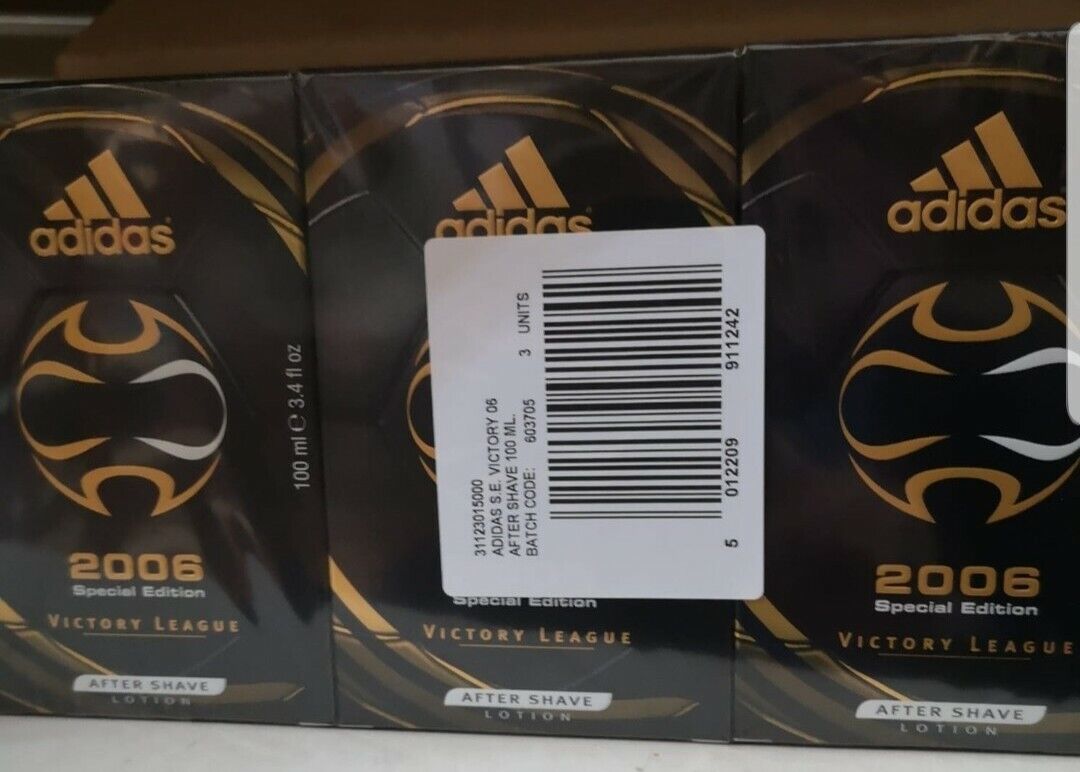 adidas
100 ml ℮ 3.4 fl oz
2006
Special Edition
VICTORY LEAGUE
AFTER SHAVE
LOTION
adidas
31123015000
ADIDAS S.E. VICTORY 06
AFTER SHAVE 100 ML.
BATCH CODE: 603705 3 UNITS
5 012209 911242
Special Edition
VICTORY LEAGUE
AFTER SHAVE
LOTION
adidas
2006
Special Edition
VICTORY LEAGUE
AFTER SHAVE
LOTION